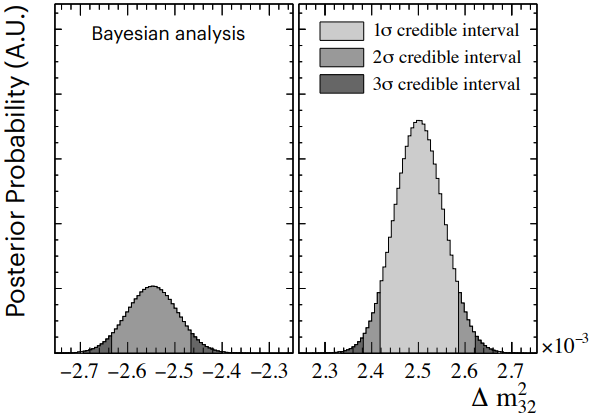 Posterior Probability (A.U.)
Bayesian analysis
1σ credible interval
2σ credible interval
3σ credible interval
−2.7 −2.6 −2.5 −2.4 −2.3
2.3 2.4 2.5 2.6 2.7
×10⁻³
Δ m²₃₂